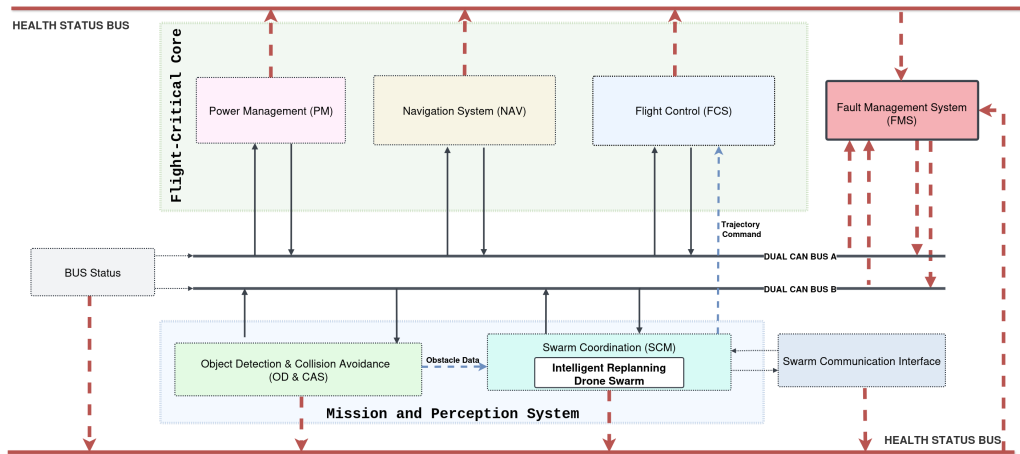 HEALTH STATUS BUS
Flight-Critical Core
Power Management (PM)
Navigation System (NAV)
Flight Control (FCS)
Fault Management System
(FMS)
Trajectory
Command
BUS Status
DUAL CAN BUS A
DUAL CAN BUS B
Object Detection & Collision Avoidance
(OD & CAS)
Obstacle Data
Swarm Coordination (SCM)
Intelligent Replanning
Drone Swarm
Swarm Communication Interface
Mission and Perception System
HEALTH STATUS BUS